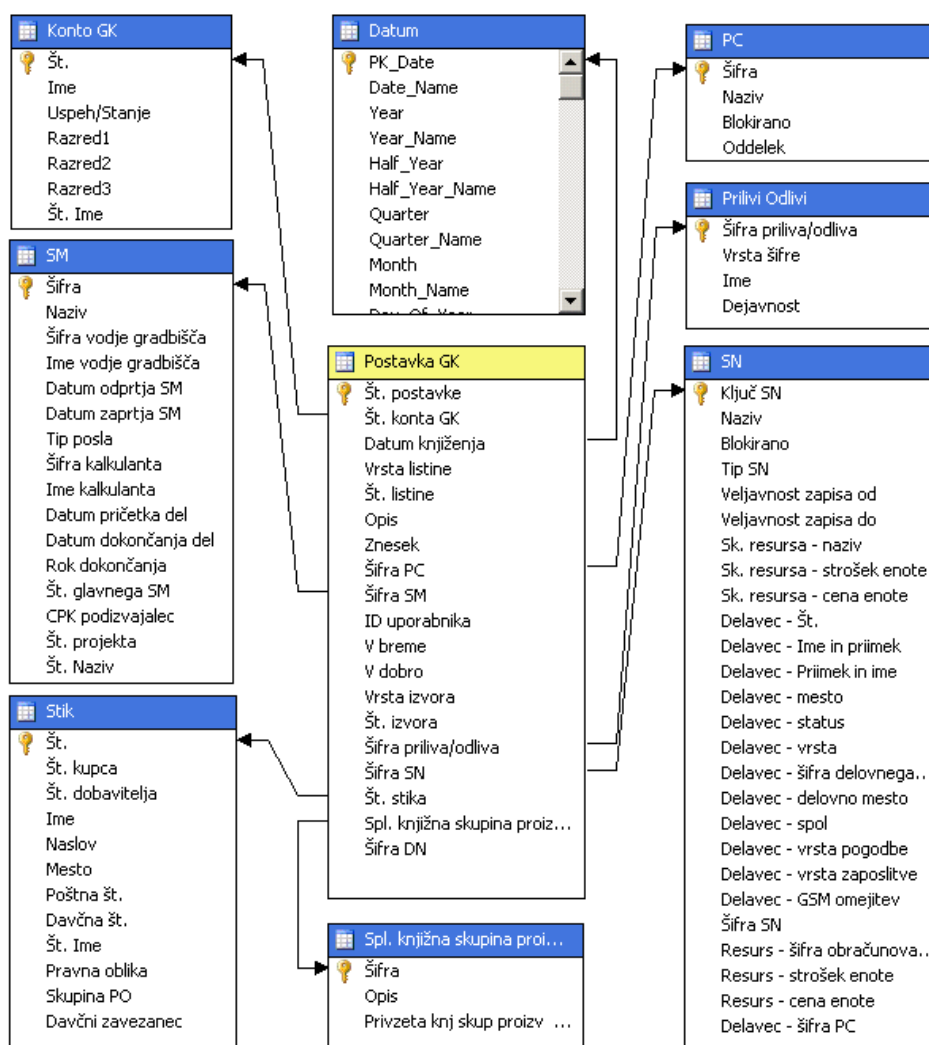 Konto GK
Št.
Ime
Uspeh/Stanje
Razred1
Razred2
Razred3
Št. Ime
SM
Šifra
Naziv
Šifra vodje gradbišča
Ime vodje gradbišča
Datum odprtja SM
Datum zaprtja SM
Tip posla
Šifra kalkulanta
Ime kalkulanta
Datum pričetka del
Datum dokončanja del
Rok dokončanja
Št. glavnega SM
CPK podizvajalec
Št. projekta
Št. Naziv
Stik
Št.
Št. kupca
Št. dobavitelja
Ime
Naslov
Mesto
Poštna št.
Davčna št.
Št. Ime
Pravna oblika
Skupina PO
Davčni zavezanec
Datum
PK_Date
Date_Name
Year
Year_Name
Half_Year
Half_Year_Name
Quarter
Quarter_Name
Month
Month_Name
Day_Of_Year
Postavka GK
Št. postavke
Št. konta GK
Datum knjiženja
Vrsta listine
Št. listine
Opis
Znesek
Šifra PC
Šifra SM
ID uporabnika
V breme
V dobro
Vrsta izvora
Št. izvora
Šifra priliva/odliva
Šifra SN
Št. stika
Spl. knjižna skupina proiz...
Šifra DN
Spl. knjižna skupina proi...
Šifra
Opis
Privzeta knj skup proizv ...
PC
Šifra
Naziv
Blokirano
Oddelek
Prilivi Odlivi
Šifra priliva/odliva
Vrsta šifre
Ime
Dejavnost
SN
Ključ SN
Naziv
Blokirano
Tip SN
Veljavnost zapisa od
Veljavnost zapisa do
Sk. resursa - naziv
Sk. resursa - strošek enote
Sk. resursa - cena enote
Delavec - Št.
Delavec - Ime in priimek
Delavec - Priimek in ime
Delavec - mesto
Delavec - status
Delavec - vrsta
Delavec - šifra delovnega..
Delavec - delovno mesto
Delavec - spol
Delavec - vrsta pogodbe
Delavec - vrsta zaposlitve
Delavec - GSM omejitev
Šifra SN
Resurs - šifra obračunova..
Resurs - strošek enote
Resurs - cena enote
Delavec - šifra PC